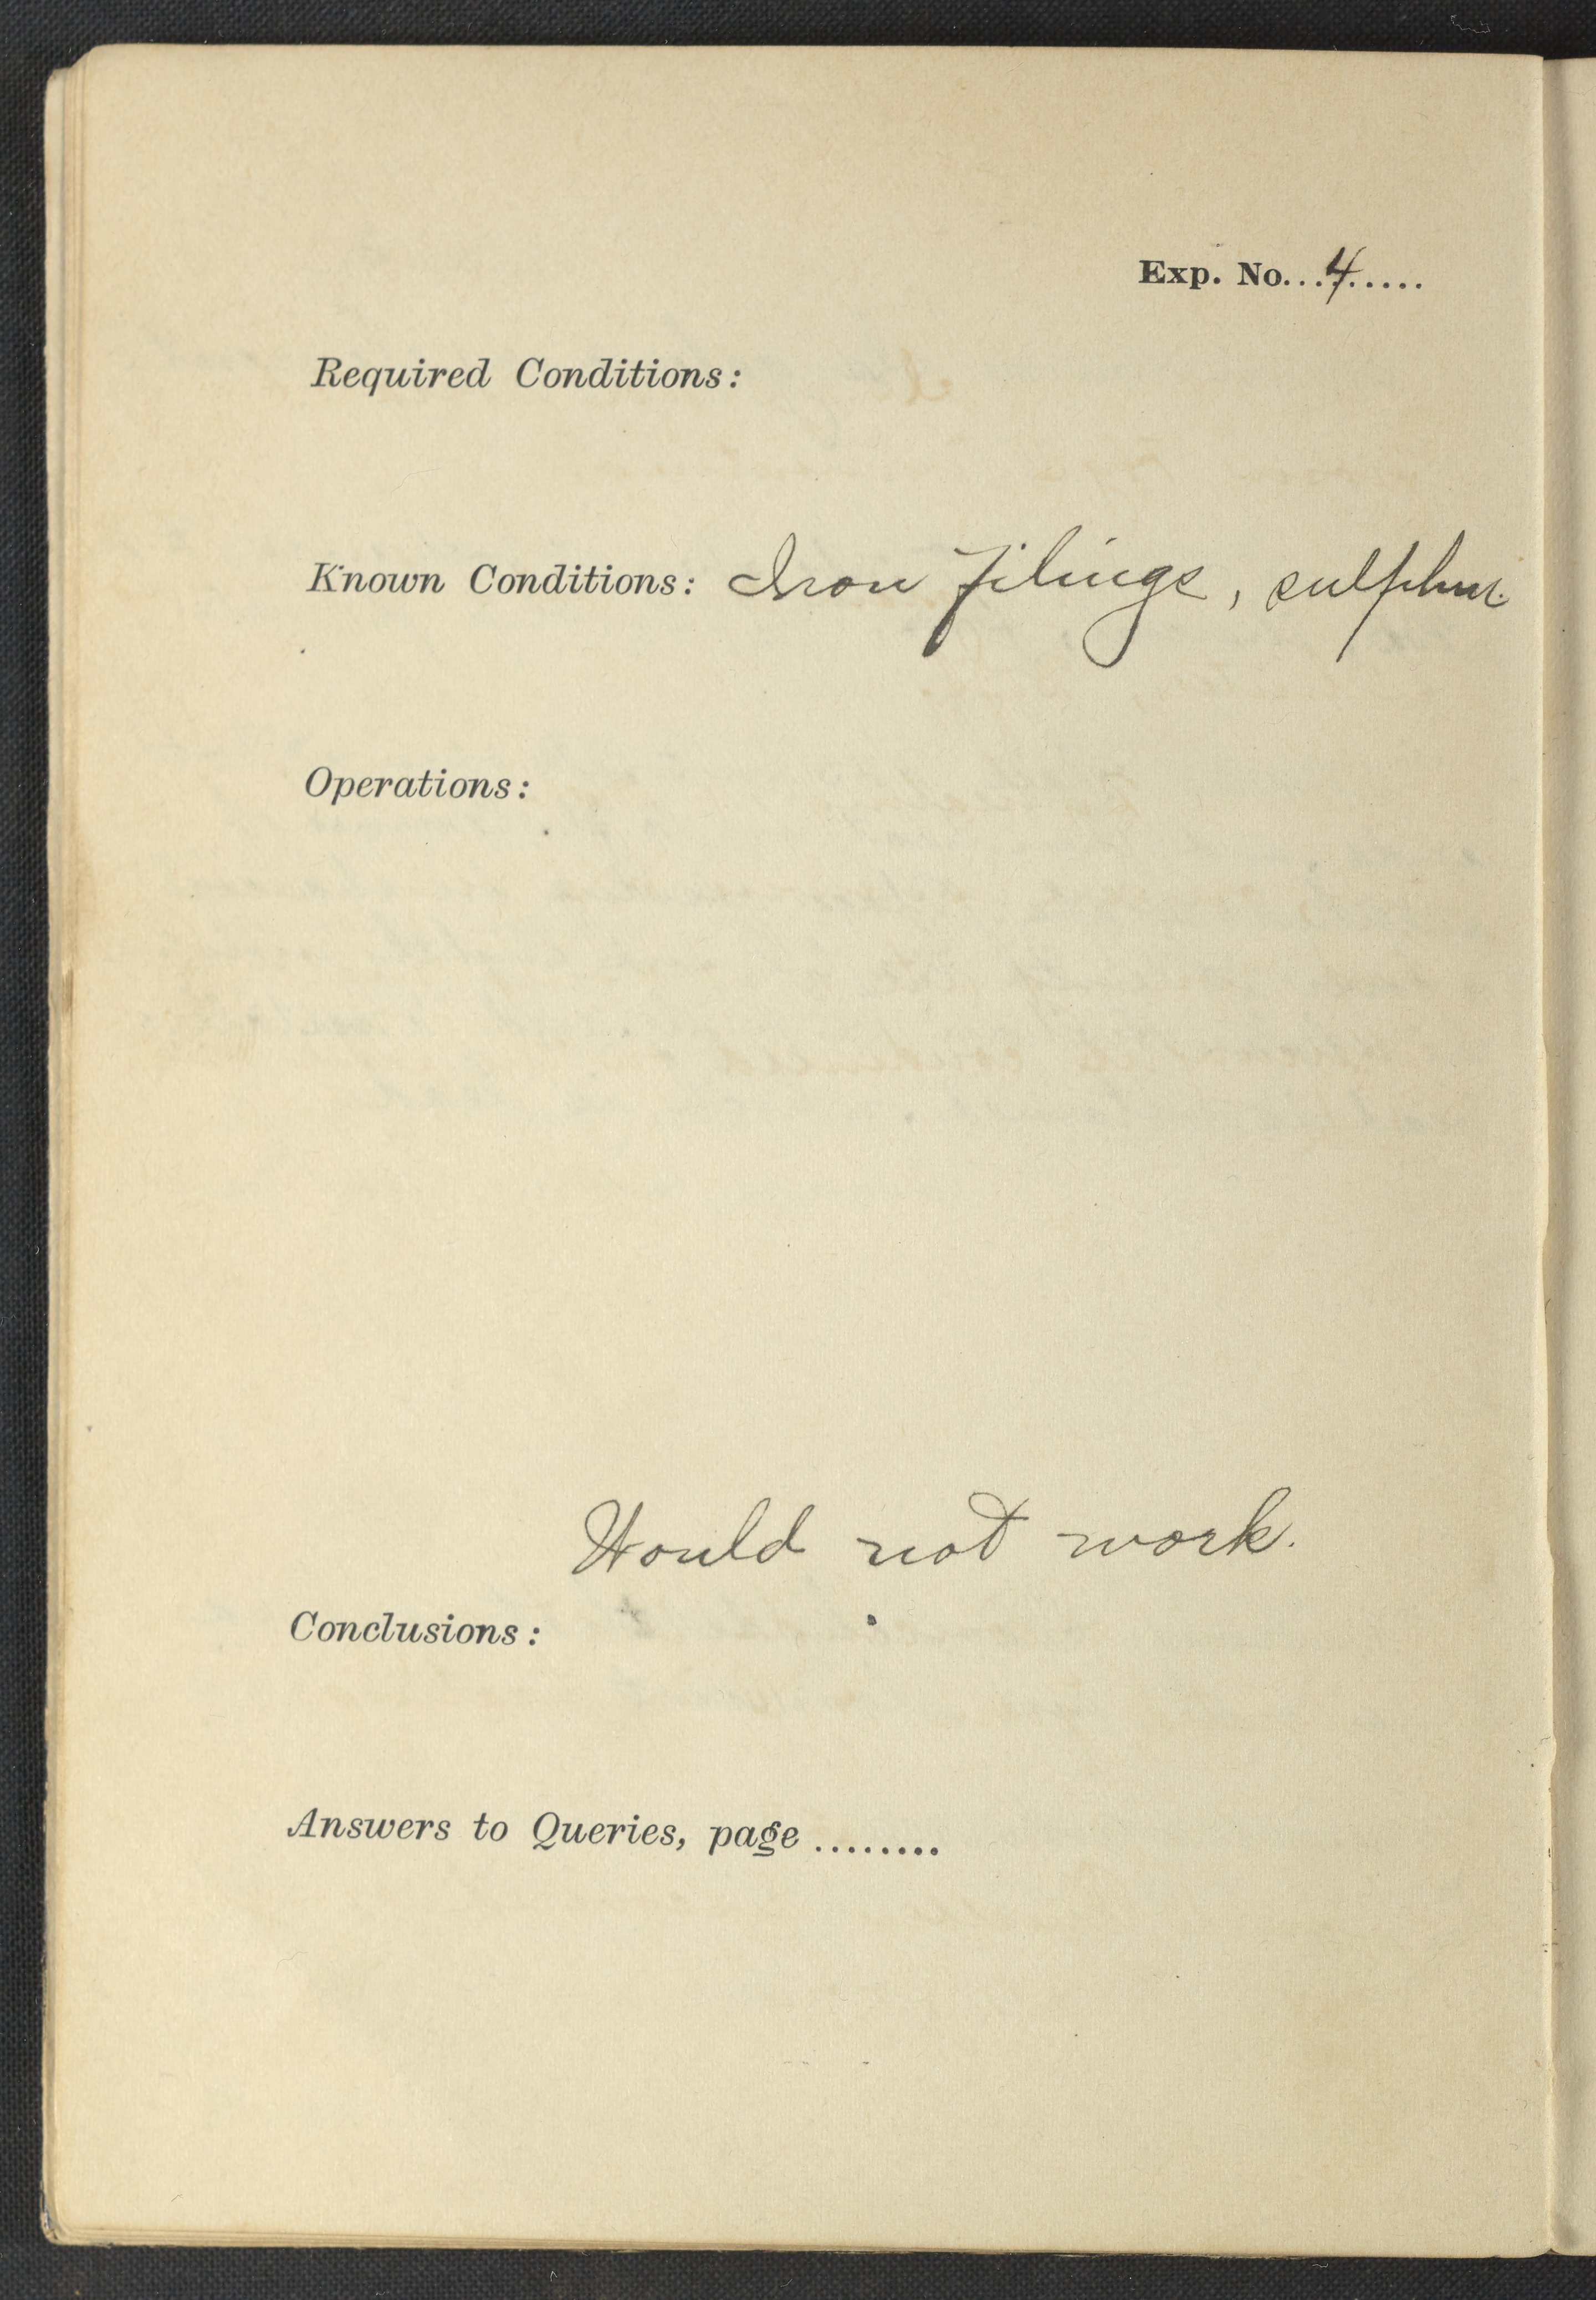 Exp. No...4.....
Required Conditions:
Known Conditions: Iron filings, sulphur.
Operations:
Would not work.
Conclusions:
Answers to Queries, page ........